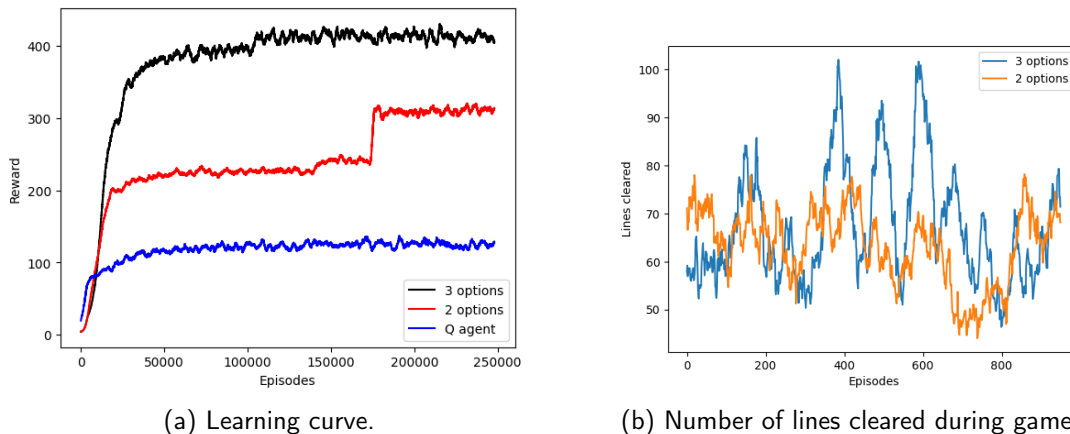 400
300
200
100
0
Reward
3 options
2 options
Q agent
0 50000 100000 150000 200000 250000
Episodes
(a) Learning curve.
100
90
80
70
60
50
Lines cleared
3 options
2 options
0 200 400 600 800
Episodes
(b) Number of lines cleared during game